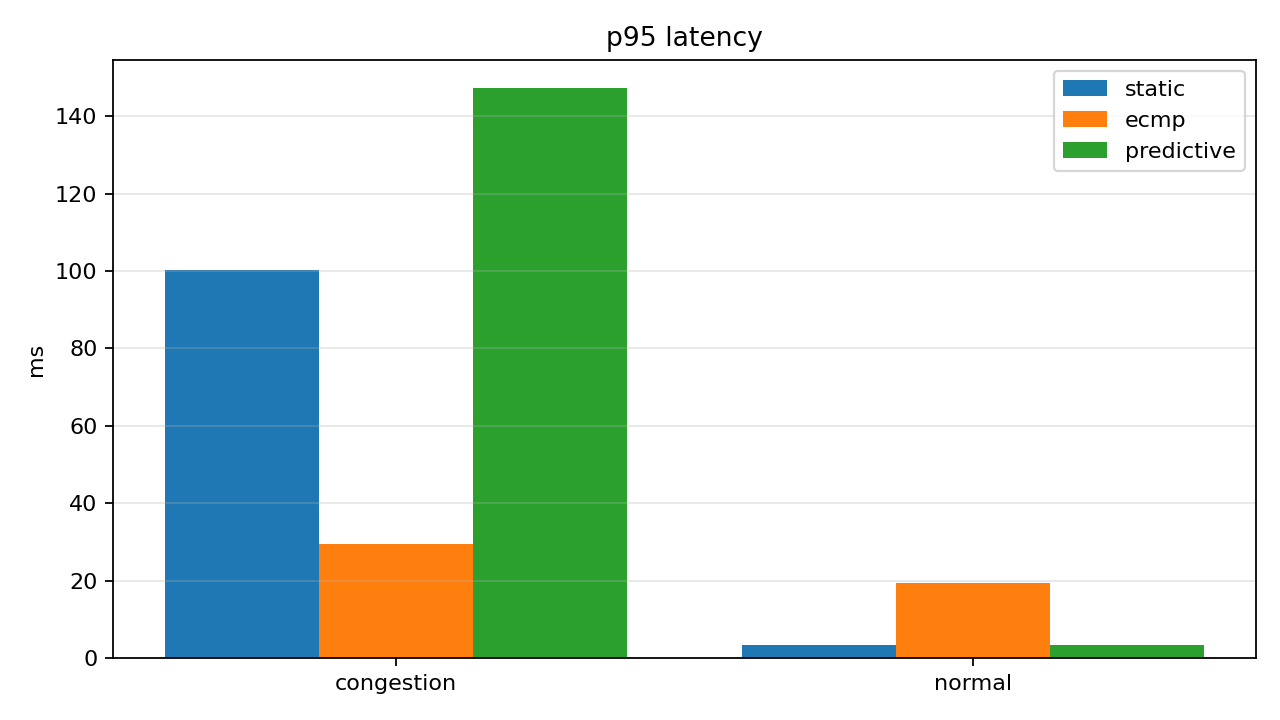 p95 latency
static
ecmp
predictive
ms
140
120
100
80
60
40
20
0
congestion
normal